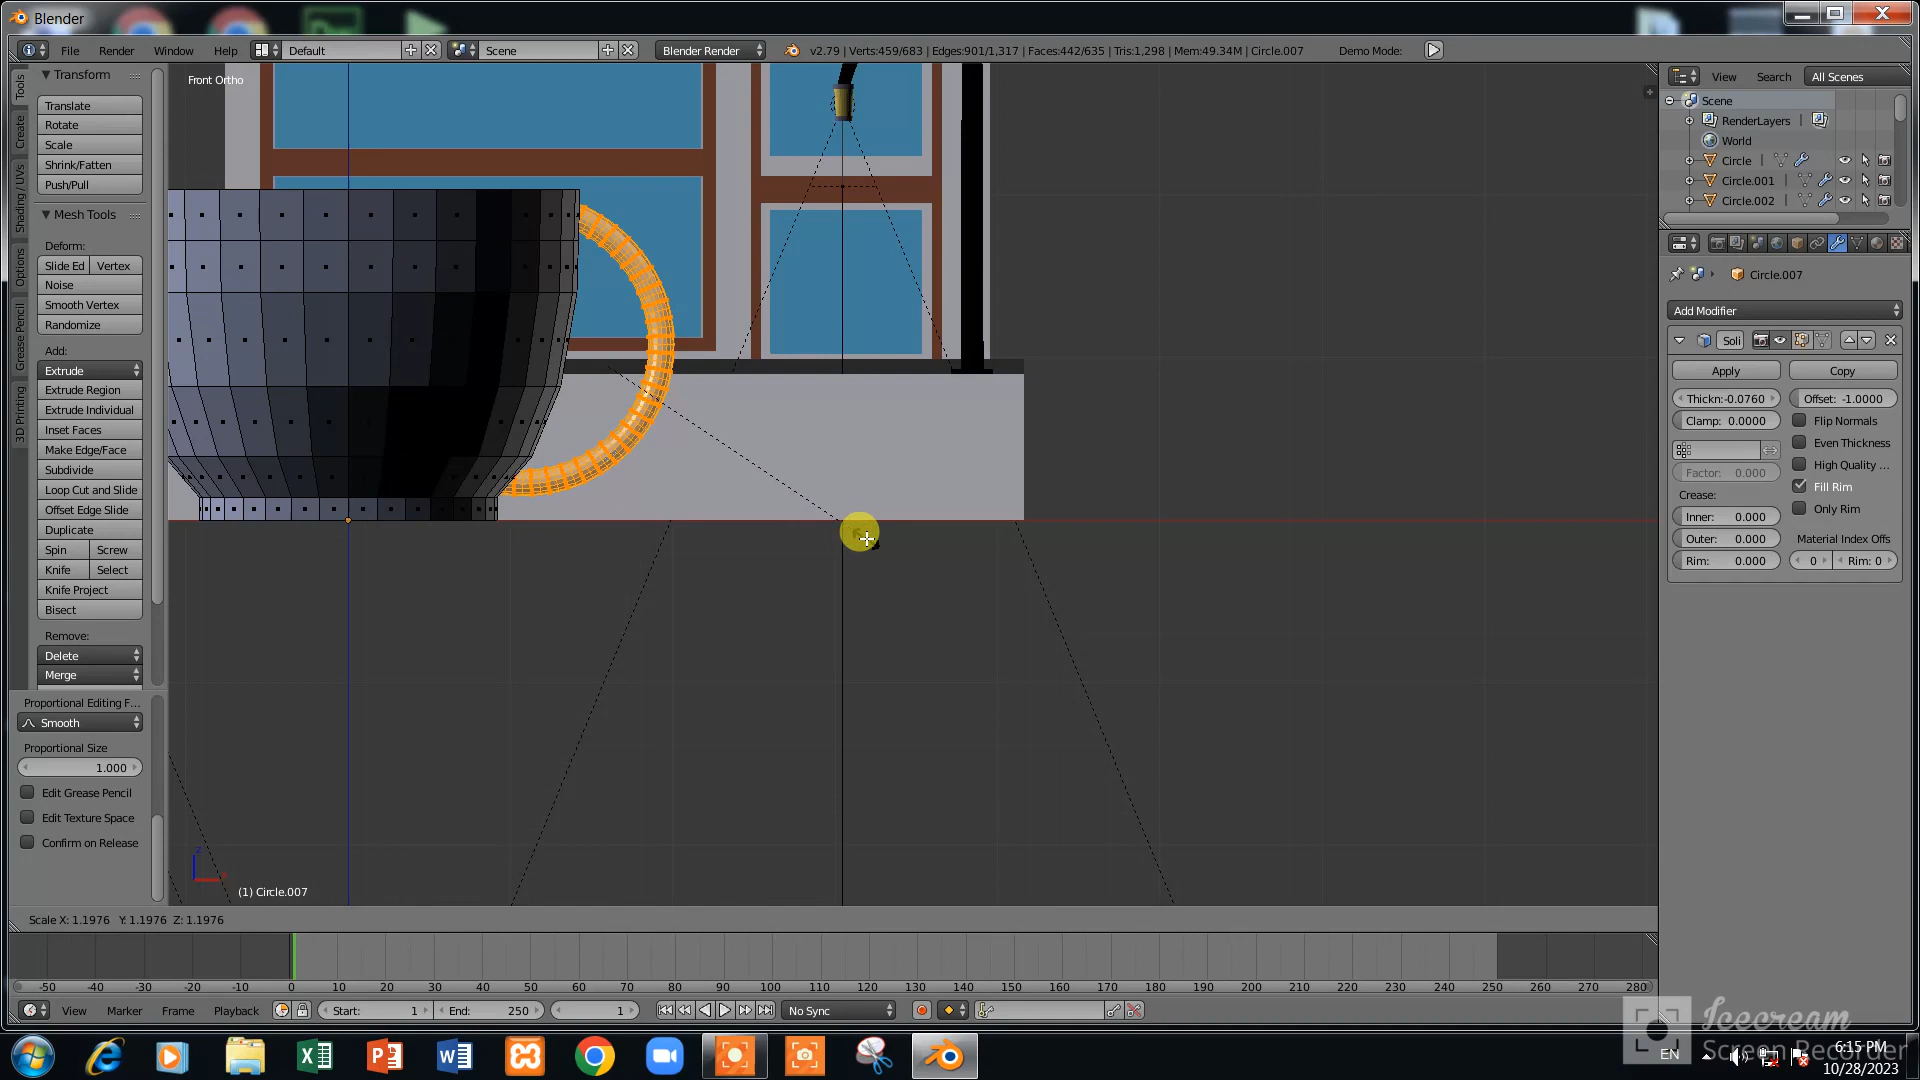 Blender
File Render Window Help Default Scene Blender Render v2.79 | Verts:459/683 | Edges:901/1,317 | Faces:442/635 | Tris:1,298 | Mem:49.34M | Circle.007 Demo Mode:
Tools
Create
Shading / UVs
Options
Grease Pencil
3D Printing
Transform
Translate
Rotate
Scale
Shrink/Fatten
Push/Pull
Mesh Tools
Deform:
Slide Ed Vertex
Noise
Smooth Vertex
Randomize
Add:
Extrude
Extrude Region
Extrude Individual
Inset Faces
Make Edge/Face
Subdivide
Loop Cut and Slide
Offset Edge Slide
Duplicate
Spin Screw
Knife Select
Knife Project
Bisect
Remove:
Delete
Merge
Proportional Editing F...
Smooth
Proportional Size
1.000
Edit Grease Pencil
Edit Texture Space
Confirm on Release
Front Ortho
(1) Circle.007
Scale X: 1.1976 Y: 1.1976 Z: 1.1976
View Search All Scenes
Scene
RenderLayers
World
Circle
Circle.001
Circle.002
Circle.007
Add Modifier
Soli
Apply Copy
Thickn:-0.0760 Offset: -1.0000
Clamp: 0.0000 Flip Normals
Even Thickness
Factor: 0.000 High Quality ...
Crease: Fill Rim
Inner: 0.000 Only Rim
Outer: 0.000 Material Index Offs
Rim: 0.000 0 Rim: 0
-50 -40 -30 -20 -10 0 10 20 30 40 50 60 70 80 90 100 110 120 130 140 150 160 170 180 190 200 210 220 230 240 250 260 270 280
View Marker Frame Playback Start: 1 End: 250 1 No Sync
Icecream
Screen Recorder
EN 6:15 PM
10/28/2023